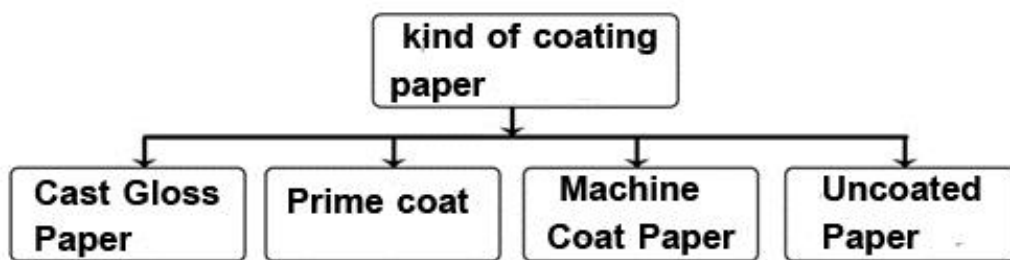 kind of coating
paper
Cast Gloss
Paper
Prime coat
Machine
Coat Paper
Uncoated
Paper